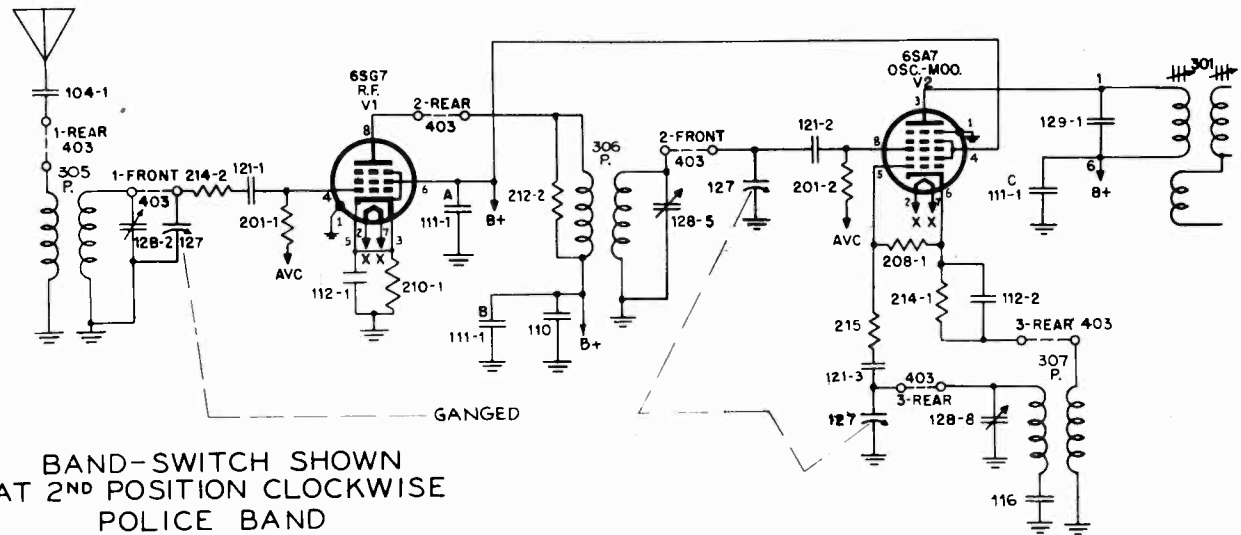 104-1
1-REAR
403
305
P.
1-FRONT
403
214-2
121-1
128-2
127
201-1
AVC
6SG7
R.F.
V1
8
4
1
2
7
5
3
6
X X
112-1
210-1
2-REAR
403
A
111-1
B+
212-2
B
111-1
110
B+
306
P.
2-FRONT
403
128-5
127
121-2
201-2
AVC
6SA7
OSC.-MOD.
V2
3
1
8
4
5
2
7
6
X X
208-1
214-1
112-2
215
121-3
403
3-REAR
127
128-8
3-REAR 403
307
P.
116
1
129-1
6
B+
C
111-1
301
GANGED
BAND-SWITCH SHOWN
AT 2ND POSITION CLOCKWISE
POLICE BAND